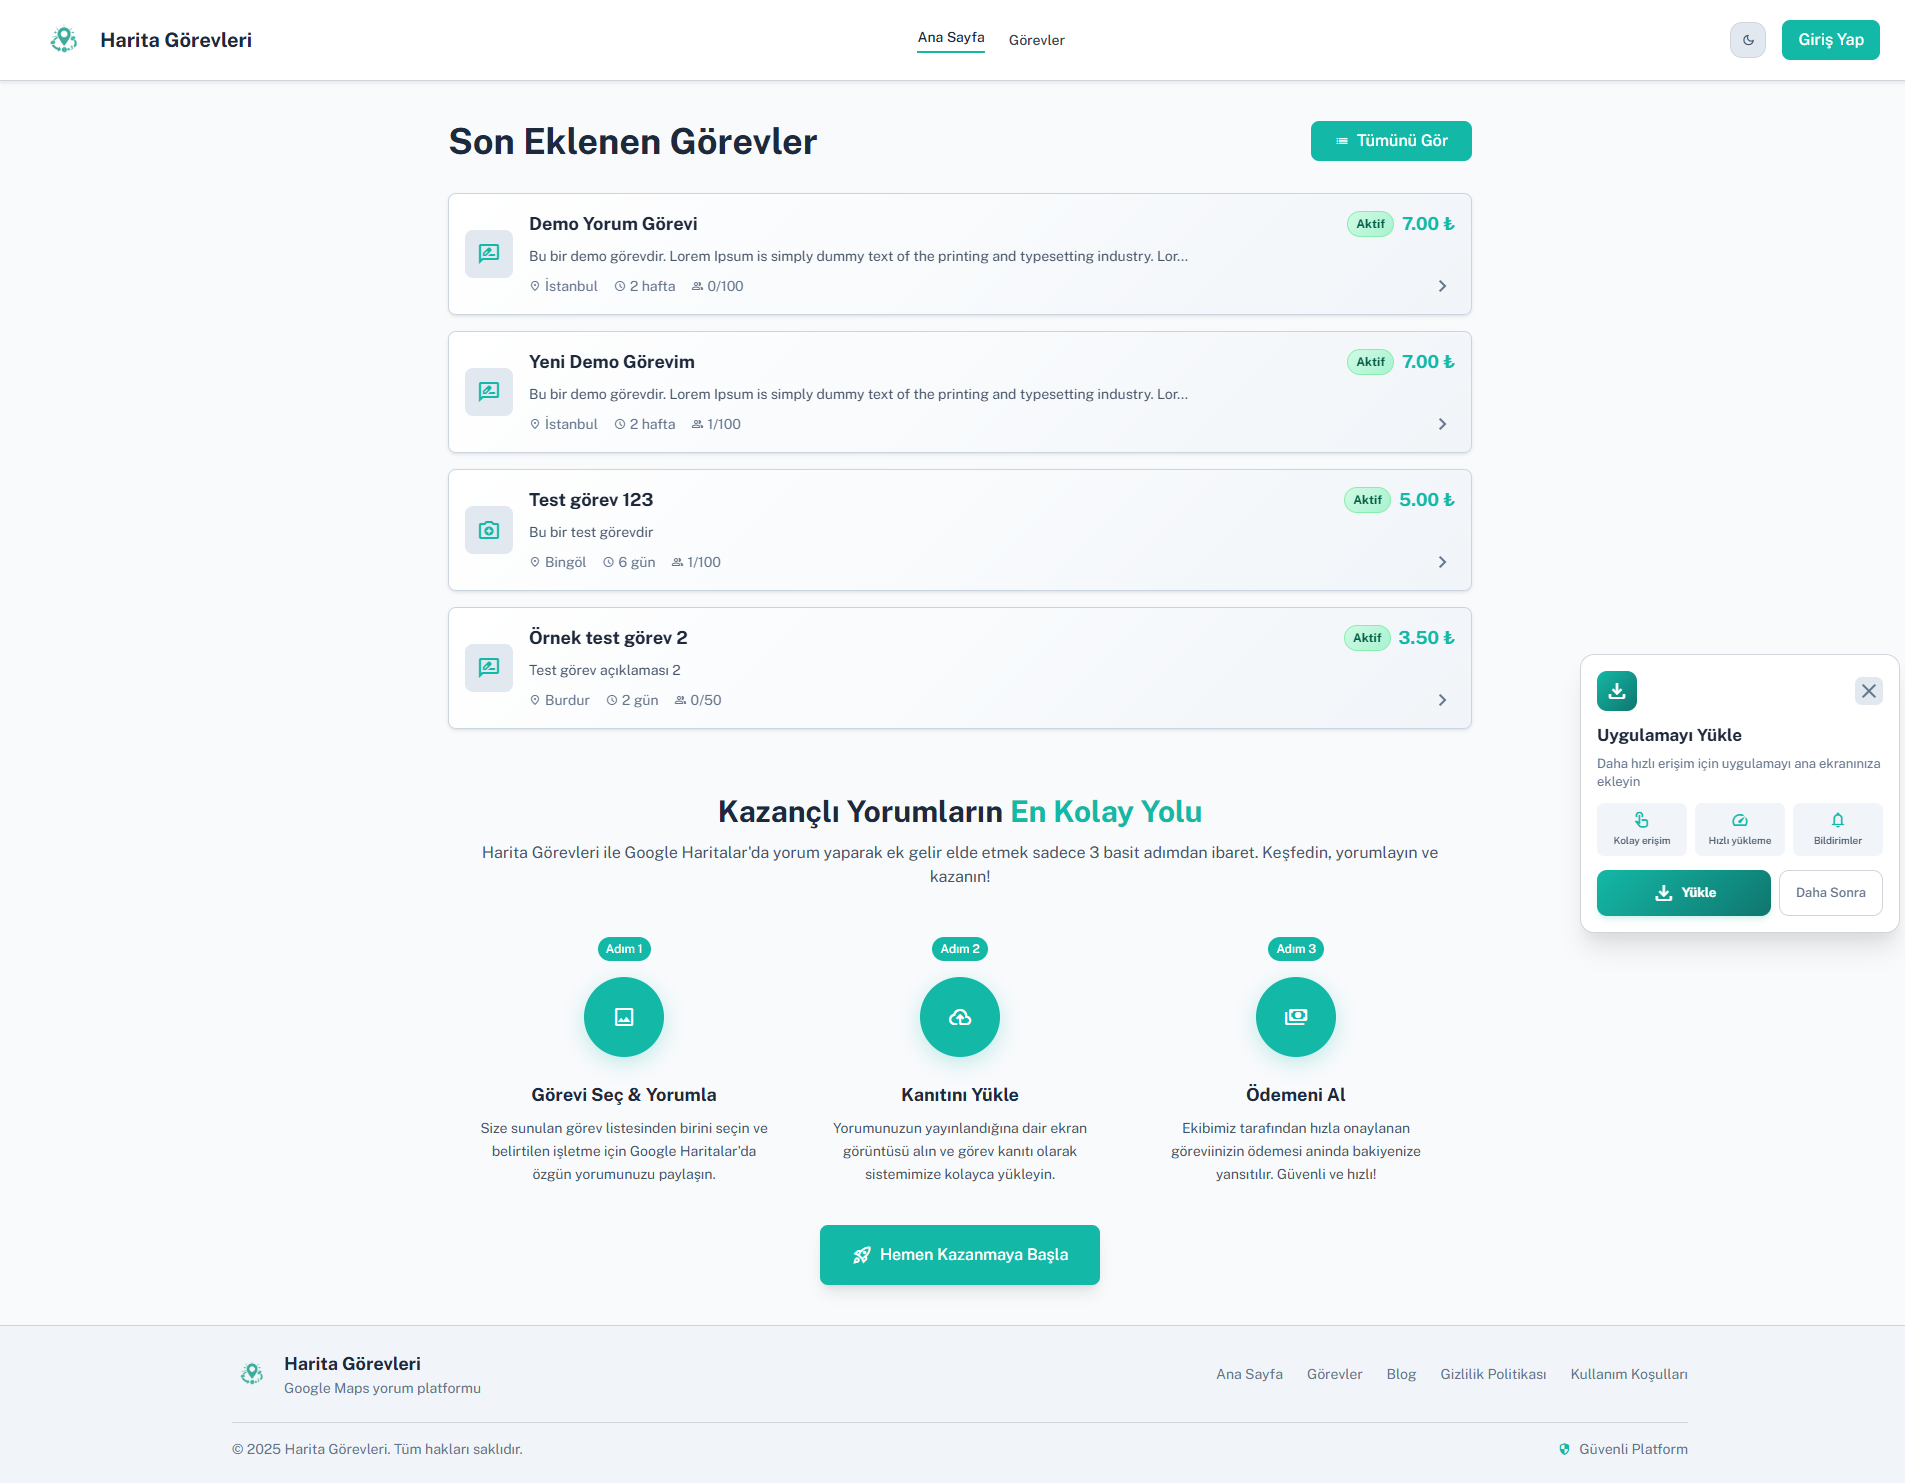 Harita Görevleri
Ana Sayfa
Görevler
Giriş Yap
Son Eklenen Görevler
Tümünü Gör
Demo Yorum Görevi
Aktif 7.00 ₺
Bu bir demo görevdir. Lorem Ipsum is simply dummy text of the printing and typesetting industry. Lor...
İstanbul 2 hafta 0/100
Yeni Demo Görevim
Aktif 7.00 ₺
Bu bir demo görevdir. Lorem Ipsum is simply dummy text of the printing and typesetting industry. Lor...
İstanbul 2 hafta 1/100
Test görev 123
Aktif 5.00 ₺
Bu bir test görevdir
Bingöl 6 gün 1/100
Örnek test görev 2
Aktif 3.50 ₺
Test görev açıklaması 2
Burdur 2 gün 0/50
Uygulamayı Yükle
Daha hızlı erişim için uygulamayı ana ekranınıza
ekleyin
Kolay erişim
Hızlı yükleme
Bildirimler
Yükle
Daha Sonra
Kazançlı Yorumların En Kolay Yolu
Harita Görevleri ile Google Haritalar'da yorum yaparak ek gelir elde etmek sadece 3 basit adımdan ibaret. Keşfedin, yorumlayın ve
kazanın!
Adım 1
Görevi Seç & Yorumla
Size sunulan görev listesinden birini seçin ve
belirtilen işletme için Google Haritalar'da
özgün yorumunuzu paylaşın.
Adım 2
Kanıtını Yükle
Yorumunuzun yayınlandığına dair ekran
görüntüsü alın ve görev kanıtı olarak
sistemimize kolayca yükleyin.
Adım 3
Ödemeni Al
Ekibimiz tarafından hızla onaylanan
göreviinizin ödemesi anında bakiyenize
yansıtılır. Güvenli ve hızlı!
Hemen Kazanmaya Başla
Harita Görevleri
Google Maps yorum platformu
Ana Sayfa
Görevler
Blog
Gizlilik Politikası
Kullanım Koşulları
© 2025 Harita Görevleri. Tüm hakları saklıdır.
Güvenli Platform